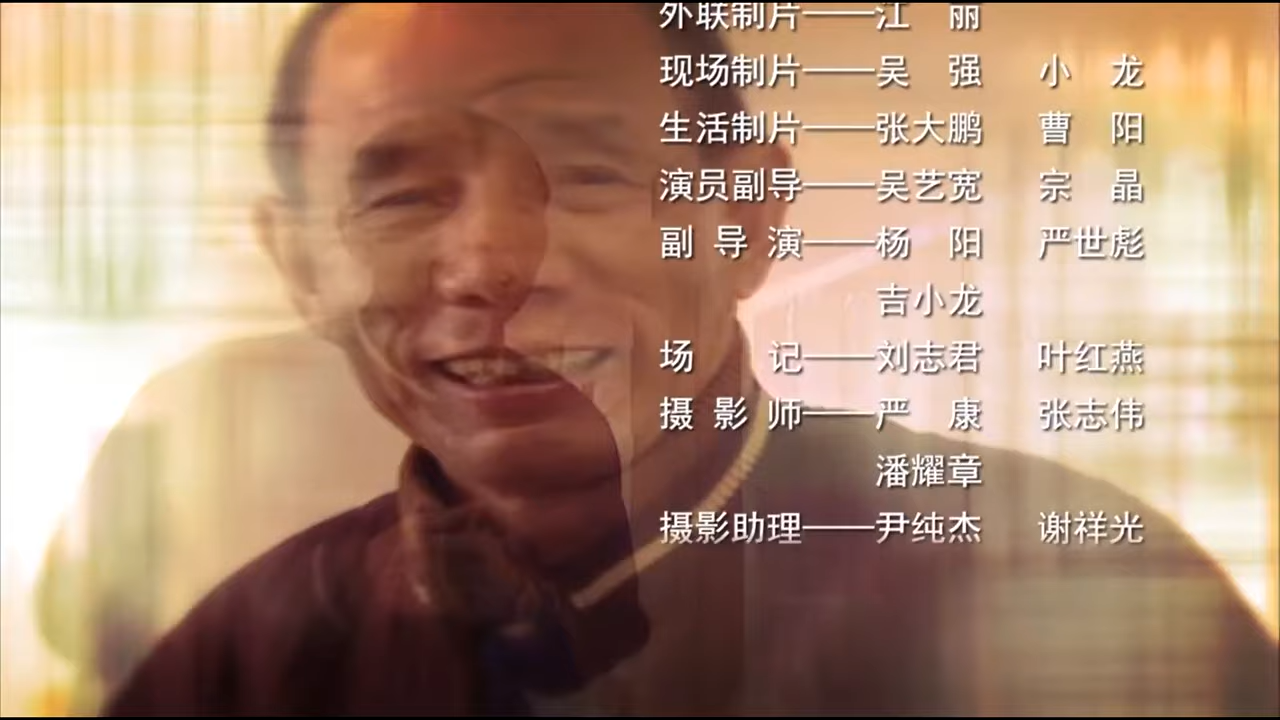 外联制片——江 丽
现场制片——吴 强 小 龙
生活制片——张大鹏 曹 阳
演员副导——吴艺宽 宗 晶
副导演——杨 阳 严世彪
吉小龙
场 记——刘志君 叶红燕
摄影师——严 康 张志伟
潘耀章
摄影助理——尹纯杰 谢祥光